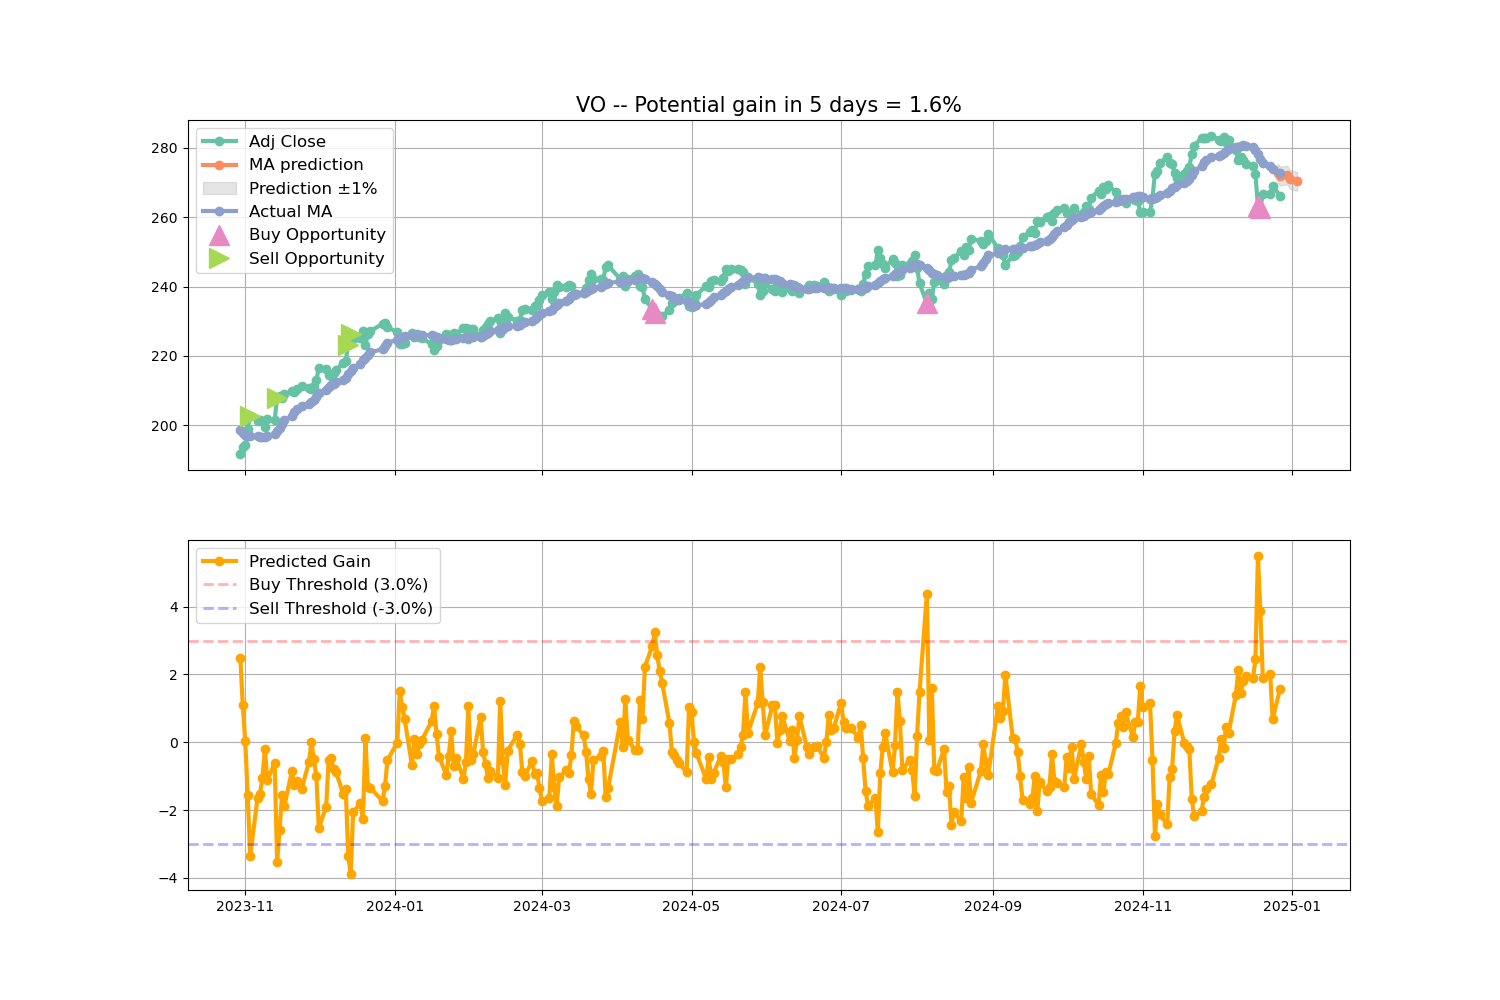 VO -- Potential gain in 5 days = 1.6%
Adj Close
MA prediction
Prediction ±1%
Actual MA
Buy Opportunity
Sell Opportunity
280
260
240
220
200
Predicted Gain
Buy Threshold (3.0%)
Sell Threshold (-3.0%)
4
2
0
−2
−4
2023-11 2024-01 2024-03 2024-05 2024-07 2024-09 2024-11 2025-01